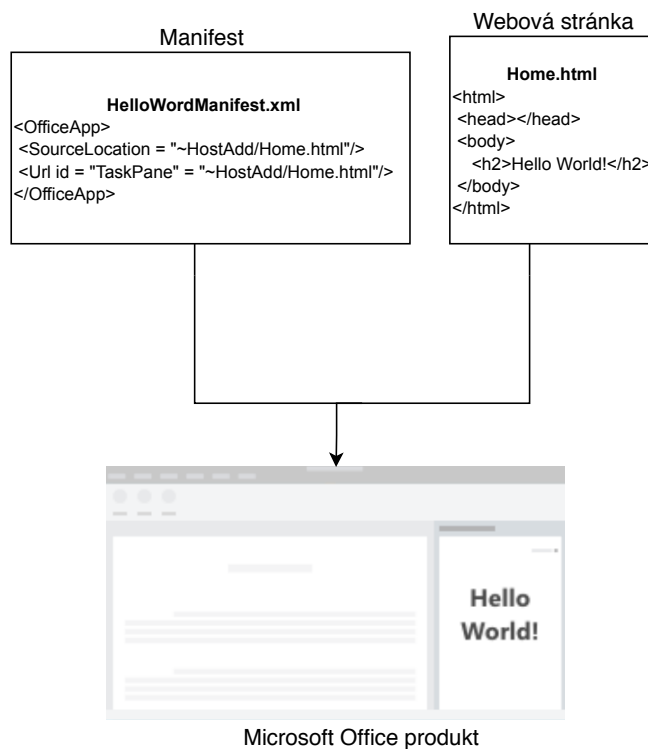 Manifest
HelloWordManifest.xml
<OfficeApp>
<SourceLocation = "~HostAdd/Home.html"/>
<Url id = "TaskPane" = "~HostAdd/Home.html"/>
</OfficeApp>
Webová stránka
Home.html
<html>
<head></head>
<body>
<h2>Hello World!</h2>
</body>
</html>
Hello
World!
Microsoft Office produkt